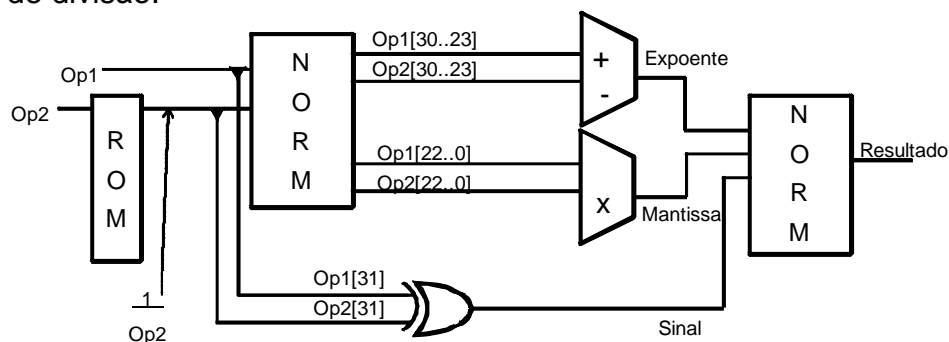 de divisão:
Op1
Op2
R
O
M
1
Op2
N
O
R
M
Op1[30..23]
Op2[30..23]
Op1[22..0]
Op2[22..0]
Op1[31]
Op2[31]
+
-
Expoente
x
Mantissa
Sinal
N
O
R
M
Resultado